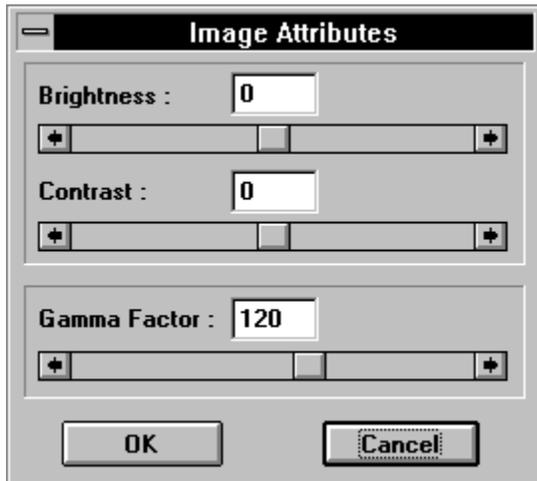 Image Attributes
Brightness : 0
Contrast : 0
Gamma Factor : 120
OK Cancel